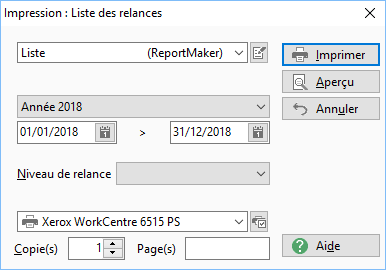 Impression : Liste des relances
Liste (ReportMaker)
Imprimer
Aperçu
Année 2018
Annuler
01/01/2018 > 31/12/2018
Niveau de relance
Xerox WorkCentre 6515 PS
Copie(s) 1 Page(s)
Aide